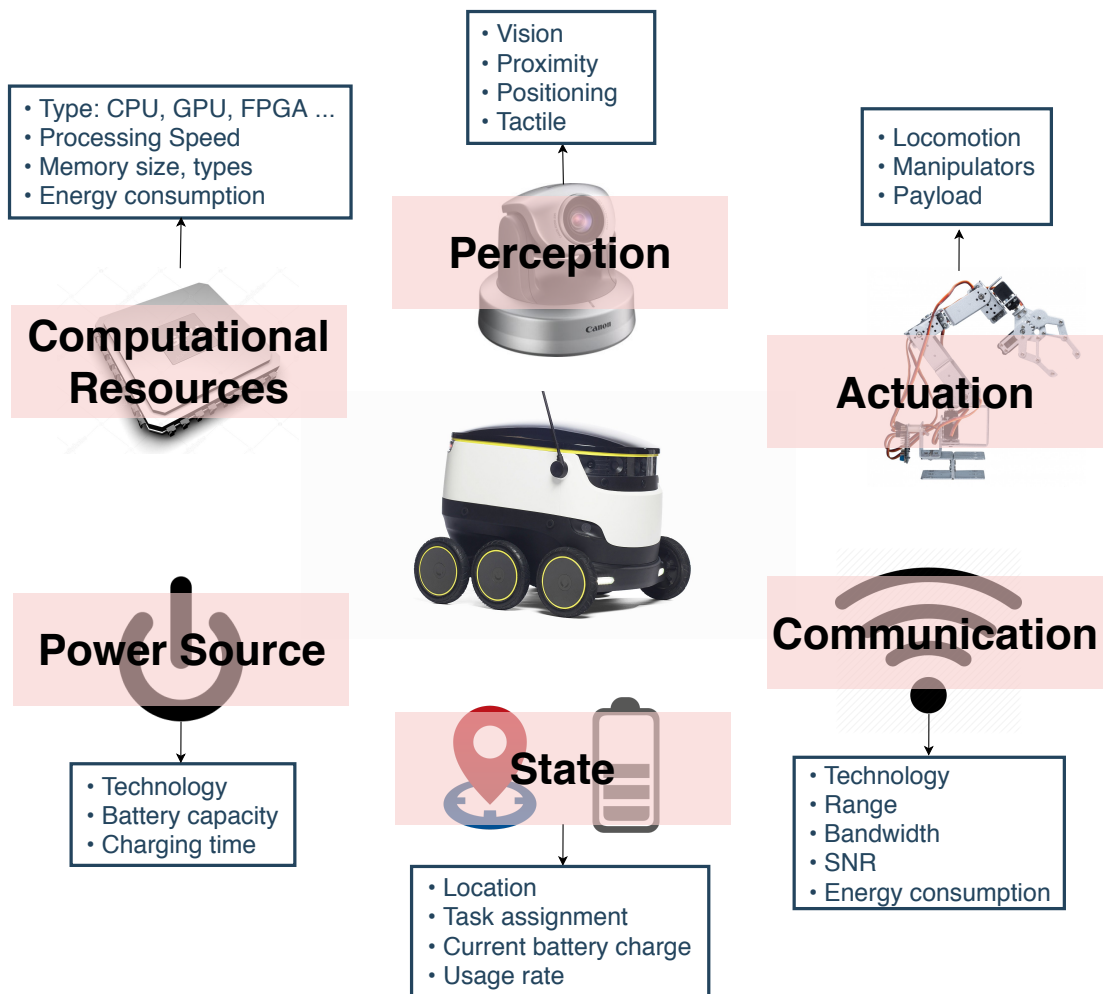 • Vision
• Proximity
• Positioning
• Tactile
• Type: CPU, GPU, FPGA ...
• Processing Speed
• Memory size, types
• Energy consumption
• Locomotion
• Manipulators
• Payload
Perception
Canon
Computational
Resources
Actuation
Power Source
Communication
State
• Technology
• Battery capacity
• Charging time
• Location
• Task assignment
• Current battery charge
• Usage rate
• Technology
• Range
• Bandwidth
• SNR
• Energy consumption